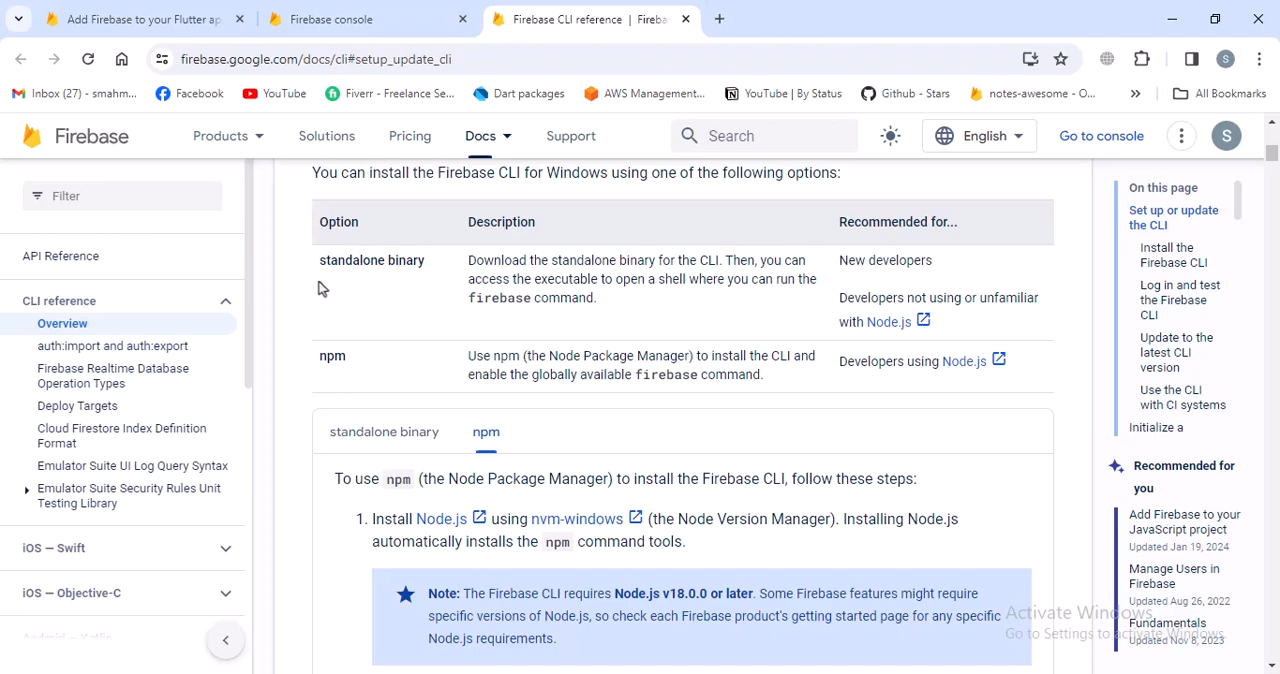 Add Firebase to your Flutter ap
Firebase console
Firebase CLI reference | Fireba
firebase.google.com/docs/cli#setup_update_cli
S
Inbox (27) - smahm...
Facebook
YouTube
Fiverr - Freelance Se...
Dart packages
AWS Management...
YouTube | By Status
Github - Stars
notes-awesome - O...
All Bookmarks
Firebase
Products
Solutions
Pricing
Docs
Support
Search
English
Go to console
S
Filter
API Reference
CLI reference
Overview
auth:import and auth:export
Firebase Realtime Database
Operation Types
Deploy Targets
Cloud Firestore Index Definition
Format
Emulator Suite UI Log Query Syntax
Emulator Suite Security Rules Unit
Testing Library
iOS – Swift
iOS – Objective-C
You can install the Firebase CLI for Windows using one of the following options:
Option
Description
Recommended for...
standalone binary
Download the standalone binary for the CLI. Then, you can
access the executable to open a shell where you can run the
firebase command.
New developers
Developers not using or unfamiliar
with Node.js
npm
Use npm (the Node Package Manager) to install the CLI and
enable the globally available firebase command.
Developers using Node.js
standalone binary
npm
To use npm (the Node Package Manager) to install the Firebase CLI, follow these steps:
1. Install Node.js using nvm-windows (the Node Version Manager). Installing Node.js
automatically installs the npm command tools.
Note: The Firebase CLI requires Node.js v18.0.0 or later. Some Firebase features might require
specific versions of Node.js, so check each Firebase product's getting started page for any specific
Node.js requirements.
On this page
Set up or update
the CLI
Install the
Firebase CLI
Log in and test
the Firebase
CLI
Update to the
latest CLI
version
Use the CLI
with CI systems
Initialize a
Recommended for
you
Add Firebase to your
JavaScript project
Updated Jan 19, 2024
Manage Users in
Firebase
Updated Aug 26, 2022
Fundamentals
Updated Nov 8, 2023
Activate Windows
Go to Settings to activate Windows.